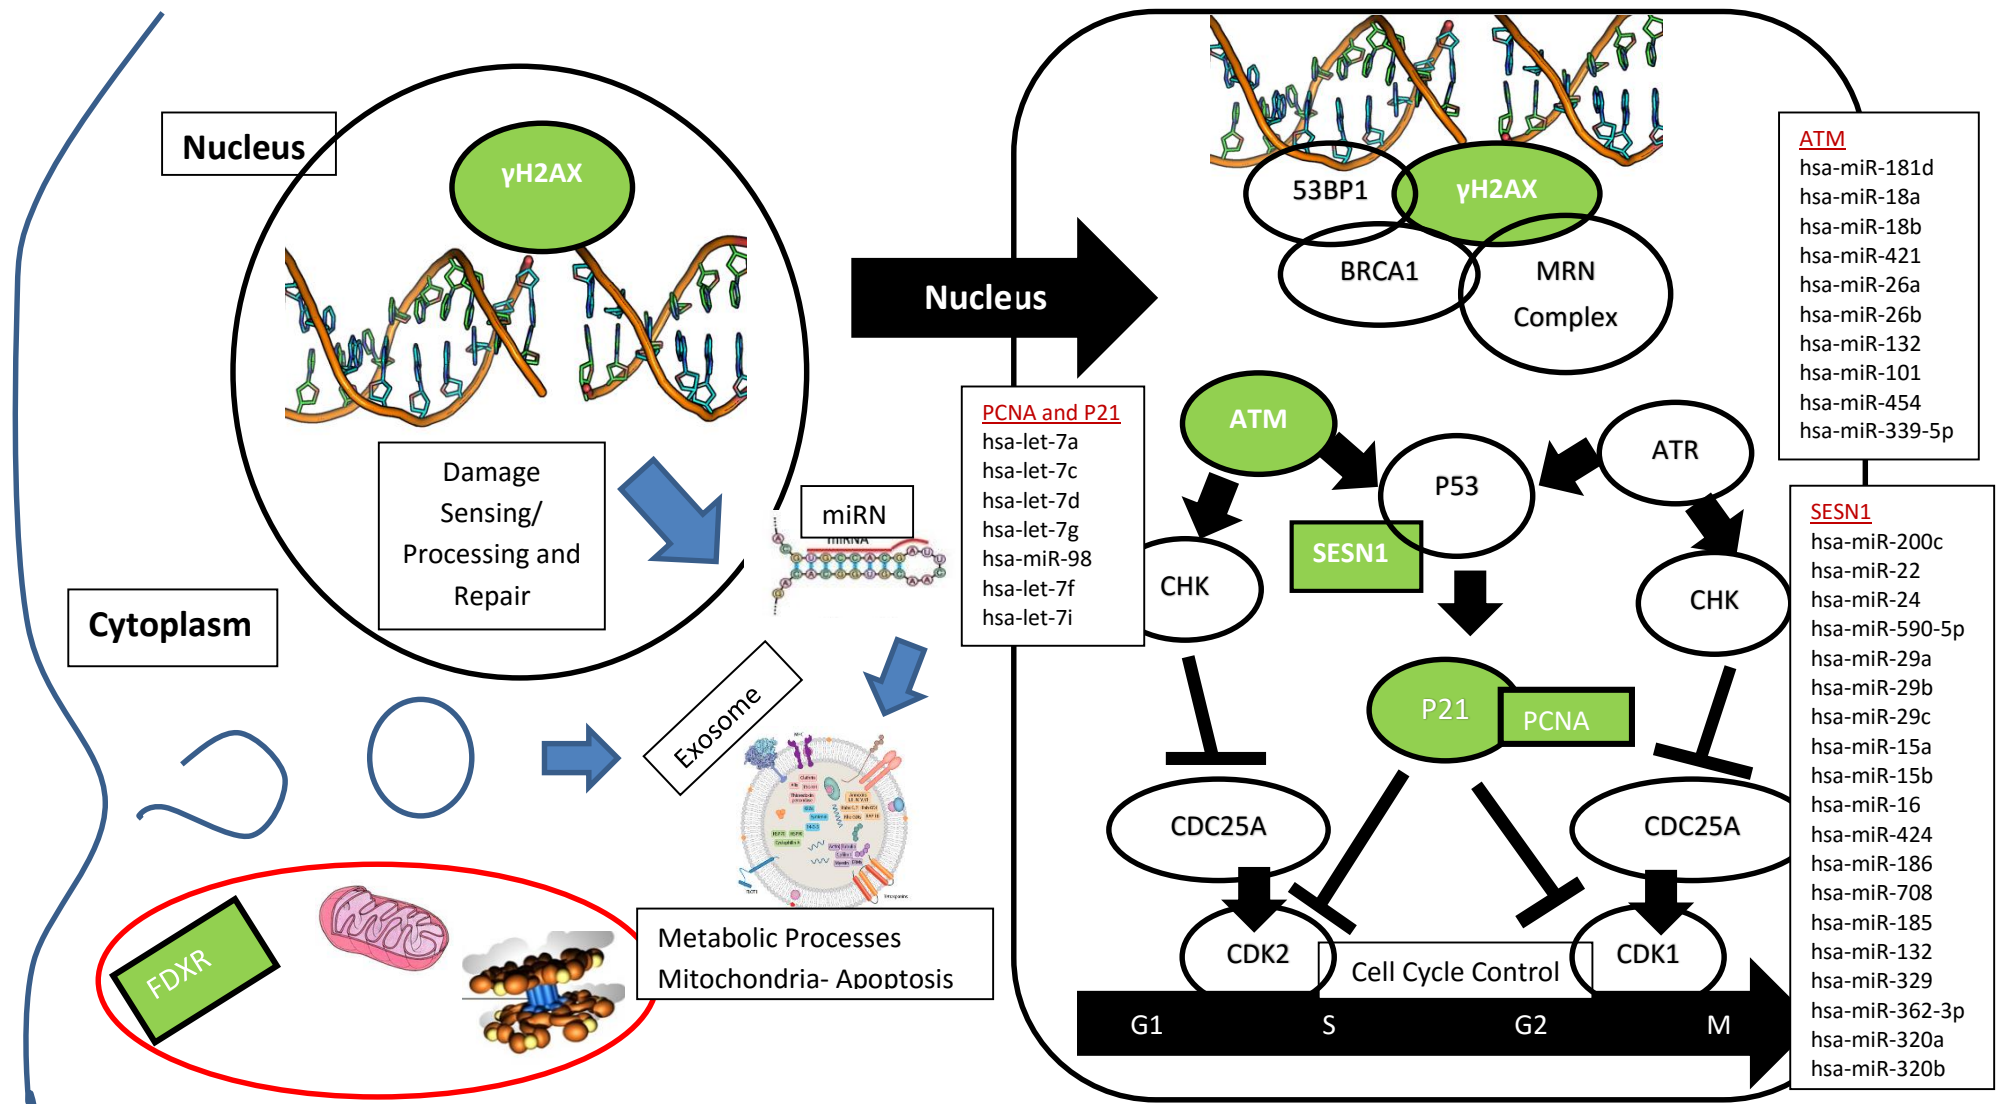 Nucleus
γH2AX
Damage
Sensing/
Processing and
Repair
Cytoplasm
miRN
Exosome
FDXR
Metabolic Processes
Mitochondria- Apoptosis
Nucleus
53BP1
γH2AX
BRCA1
MRN
Complex
PCNA and P21
hsa-let-7a
hsa-let-7c
hsa-let-7d
hsa-let-7g
hsa-miR-98
hsa-let-7f
hsa-let-7i
ATM
P53
ATR
SESN1
CHK
CHK
P21
PCNA
CDC25A
CDC25A
CDK2
Cell Cycle Control
CDK1
G1
S
G2
M
ATM
hsa-miR-181d
hsa-miR-18a
hsa-miR-18b
hsa-miR-421
hsa-miR-26a
hsa-miR-26b
hsa-miR-132
hsa-miR-101
hsa-miR-454
hsa-miR-339-5p
SESN1
hsa-miR-200c
hsa-miR-22
hsa-miR-24
hsa-miR-590-5p
hsa-miR-29a
hsa-miR-29b
hsa-miR-29c
hsa-miR-15a
hsa-miR-15b
hsa-miR-16
hsa-miR-424
hsa-miR-186
hsa-miR-708
hsa-miR-185
hsa-miR-132
hsa-miR-329
hsa-miR-362-3p
hsa-miR-320a
hsa-miR-320b